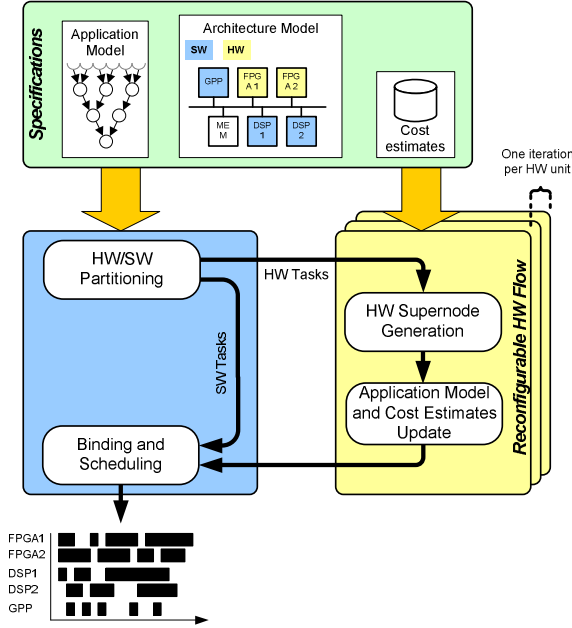 Specifications
Application
Model
Architecture Model
SW
HW
GPP
FPG
A 1
FPG
A 2
ME
M
DSP
1
DSP
2
Cost
estimates
One iteration
per HW unit
HW/SW
Partitioning
HW Tasks
SW Tasks
HW Supernode
Generation
Application Model
and Cost Estimates
Update
Reconfigurable HW Flow
Binding and
Scheduling
FPGA1
FPGA2
DSP1
DSP2
GPP